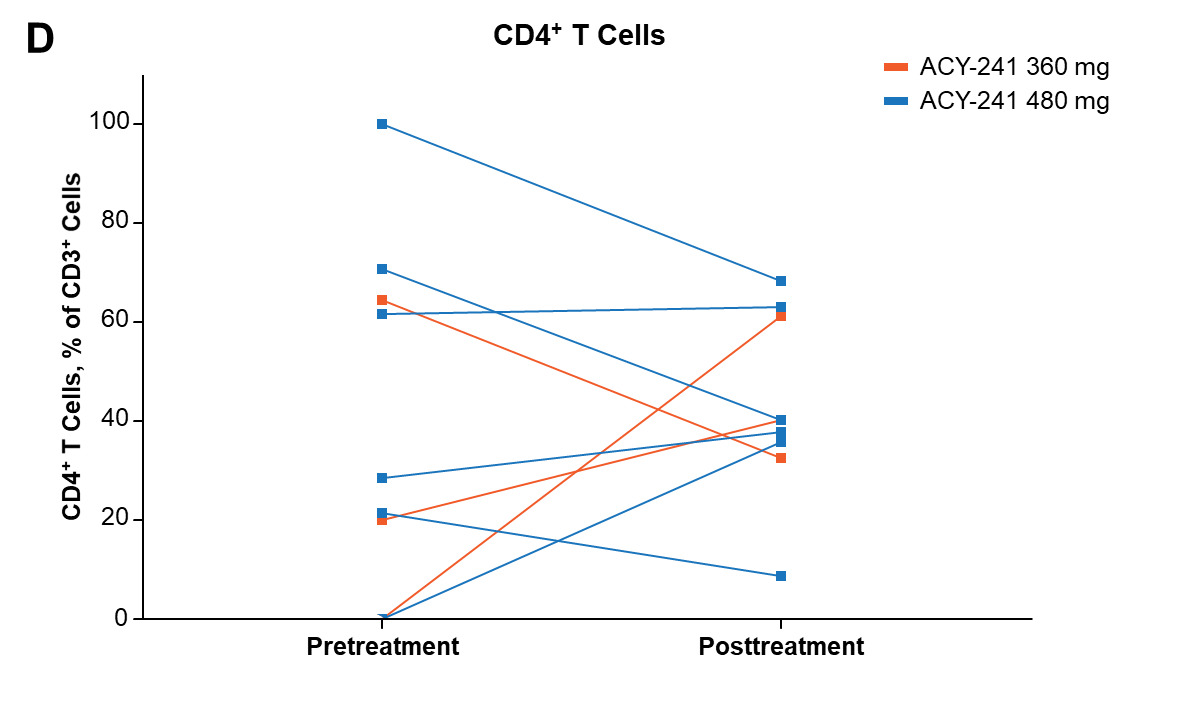 D
CD4⁺ T Cells
ACY-241 360 mg
ACY-241 480 mg
CD4⁺ T Cells, % of CD3⁺ Cells
100
80
60
40
20
0
Pretreatment
Posttreatment